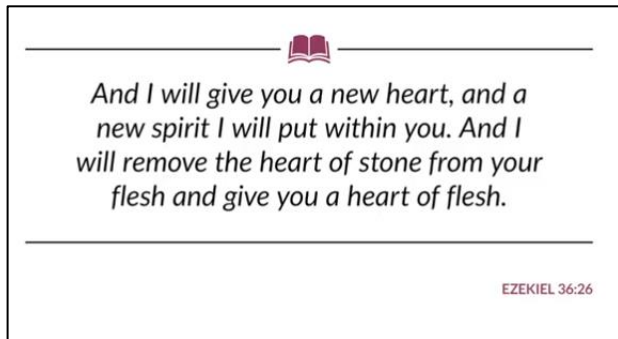 And I will give you a new heart, and a
new spirit I will put within you. And I
will remove the heart of stone from your
flesh and give you a heart of flesh.
EZEKIEL 36:26